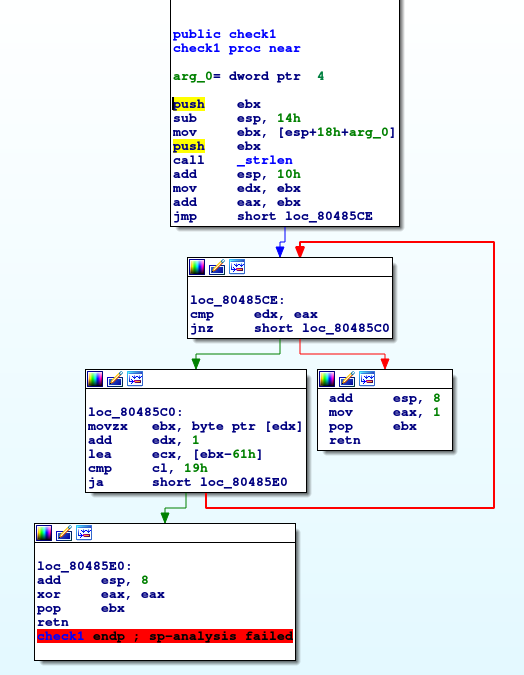 public check1
check1 proc near
arg_0= dword ptr  4
push    ebx
sub     esp, 14h
mov     ebx, [esp+18h+arg_0]
push    ebx
call    _strlen
add     esp, 10h
mov     edx, ebx
add     eax, ebx
jmp     short loc_80485CE
loc_80485CE:
cmp     edx, eax
jnz     short loc_80485C0
loc_80485C0:
movzx   ebx, byte ptr [edx]
add     edx, 1
lea     ecx, [ebx-61h]
cmp     cl, 19h
ja      short loc_80485E0
add     esp, 8
mov     eax, 1
pop     ebx
retn
loc_80485E0:
add     esp, 8
xor     eax, eax
pop     ebx
retn
check1 endp ; sp-analysis failed